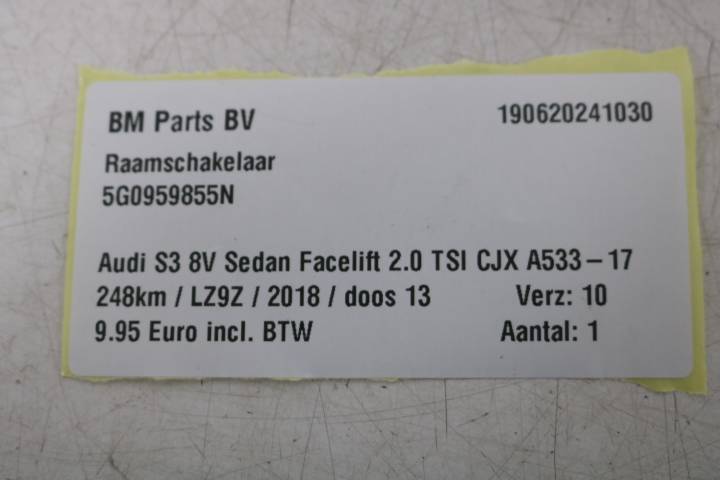 BM Parts BV 190620241030
Raamschakelaar
5G0959855N
Audi S3 8V Sedan Facelift 2.0 TSI CJX A533-17
248km / LZ9Z / 2018 / doos 13 Verz: 10
9.95 Euro incl. BTW Aantal: 1